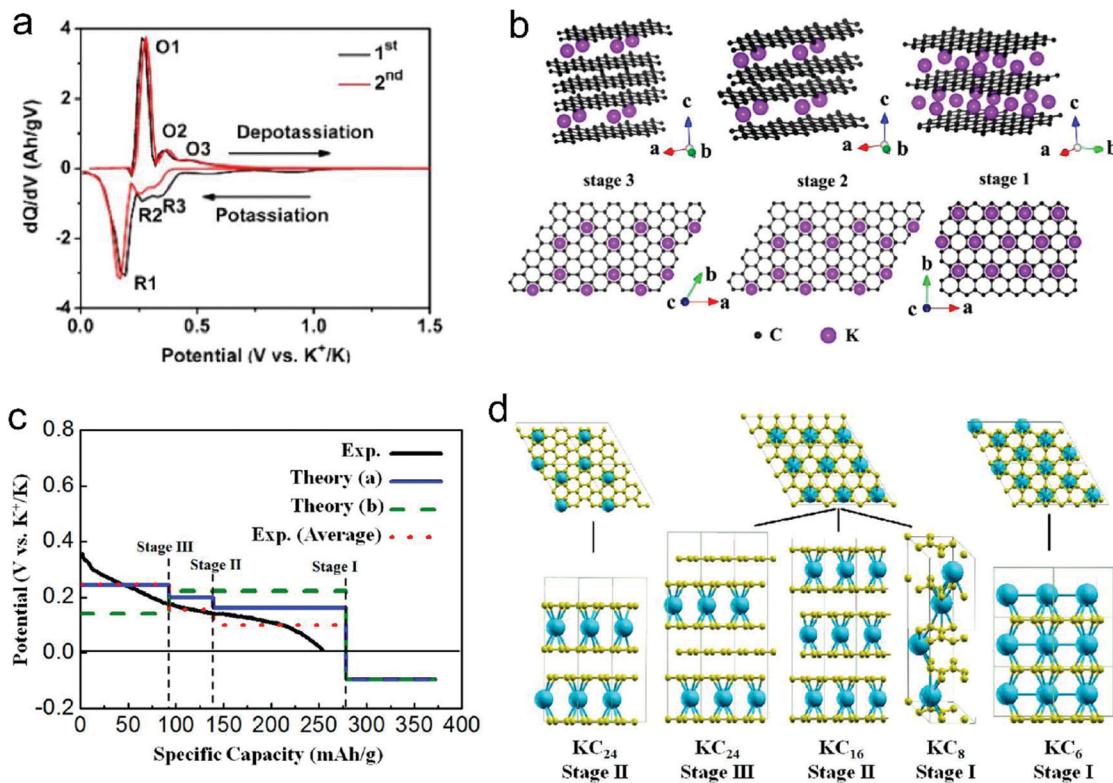 a
4
2
0
-2
-4
dQ/dV (Ah/gV)
O1
O2
O3
1st
2nd
Depotassiation
Potassiation
R2
R3
R1
0.0 0.5 1.0 1.5
Potential (V vs. K+/K)
b
c
a b
c
a b
c
a b
stage 3 stage 2 stage 1
b
c a
b
c a
C K
c
0.8
0.6
0.4
0.2
0.0
-0.2
Potential (V vs. K+/K)
Exp.
Theory (a)
Theory (b)
Exp. (Average)
Stage III
Stage II
Stage I
0 50 100 150 200 250 300 350 400
Specific Capacity (mAh/g)
d
KC24 KC24 KC16 KC8 KC6
Stage II Stage III Stage II Stage I Stage I